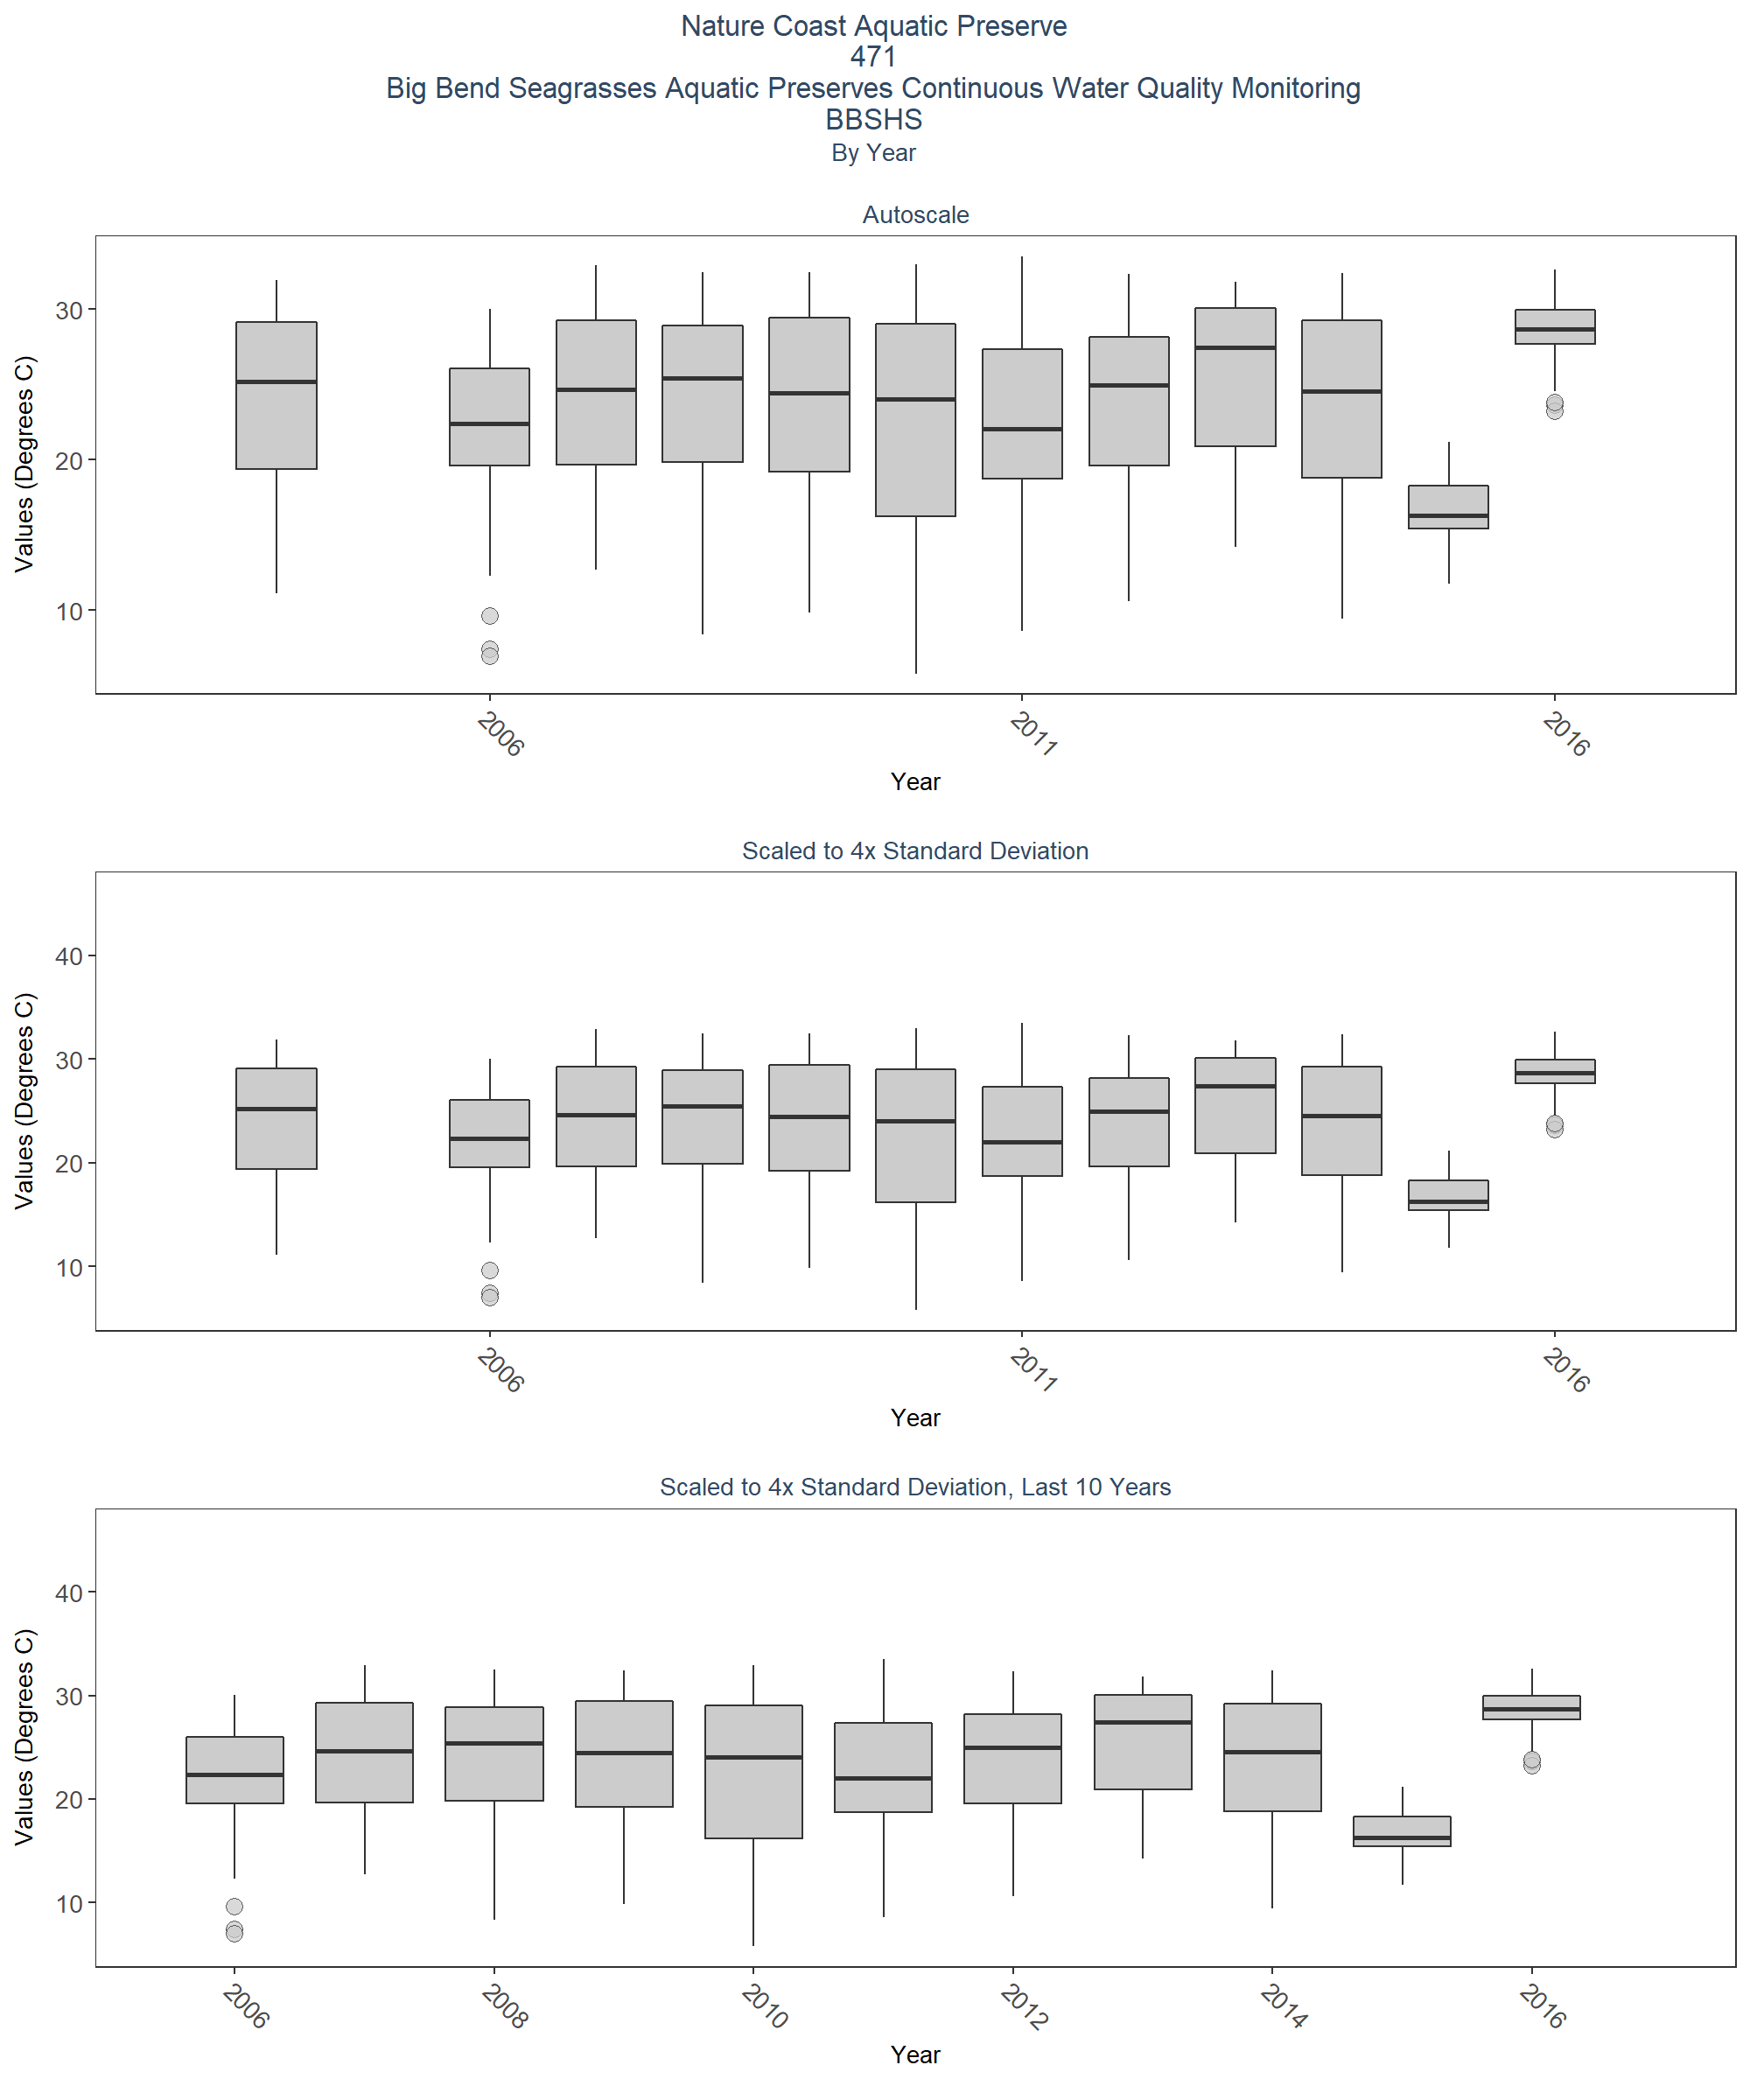 Nature Coast Aquatic Preserve
471
Big Bend Seagrasses Aquatic Preserves Continuous Water Quality Monitoring
BBSHS
By Year
Autoscale
Values (Degrees C)
30
20
10
2006
2011
2016
Year
Scaled to 4x Standard Deviation
Values (Degrees C)
40
30
20
10
2006
2011
2016
Year
Scaled to 4x Standard Deviation, Last 10 Years
Values (Degrees C)
40
30
20
10
2006
2008
2010
2012
2014
2016
Year